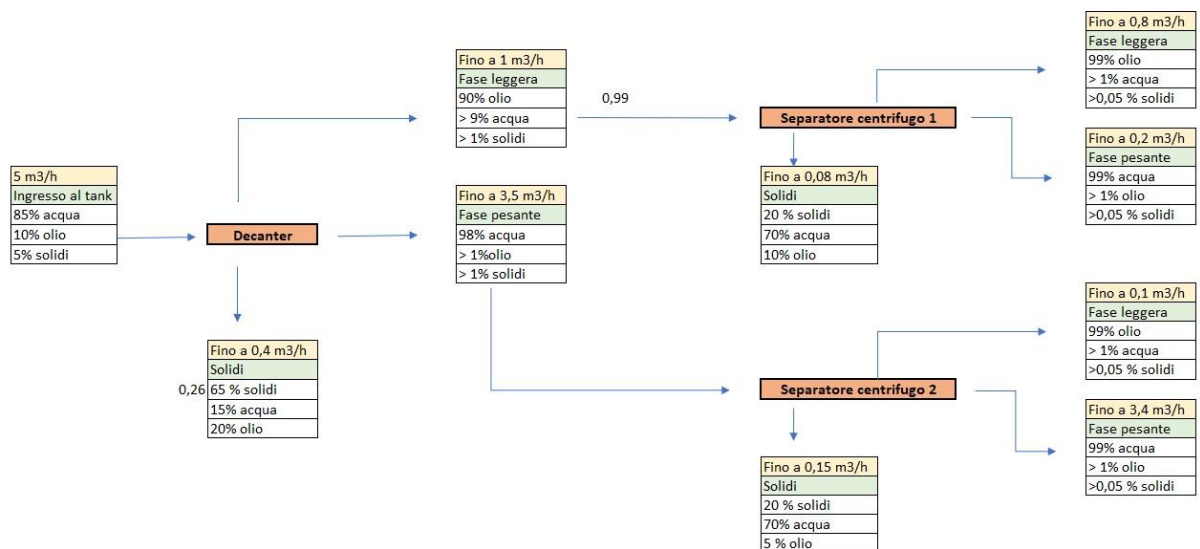 5 m3/h
Ingresso al tank
85% acqua
10% olio
5% solidi
Decanter
Fino a 0,4 m3/h
Solidi
0,26 65 % solidi
15% acqua
20% olio
Fino a 1 m3/h
Fase leggera
90% olio
> 9% acqua
> 1% solidi
0,99
Fino a 3,5 m3/h
Fase pesante
98% acqua
> 1%olio
> 1% solidi
Separatore centrifugo 1
Fino a 0,08 m3/h
Solidi
20 % solidi
70% acqua
10% olio
Fino a 0,8 m3/h
Fase leggera
99% olio
> 1% acqua
>0,05 % solidi
Fino a 0,2 m3/h
Fase pesante
99% acqua
> 1% olio
>0,05 % solidi
Separatore centrifugo 2
Fino a 0,15 m3/h
Solidi
20 % solidi
70% acqua
5 % olio
Fino a 0,1 m3/h
Fase leggera
99% olio
> 1% acqua
>0,05 % solidi
Fino a 3,4 m3/h
Fase pesante
99% acqua
> 1% olio
>0,05 % solidi